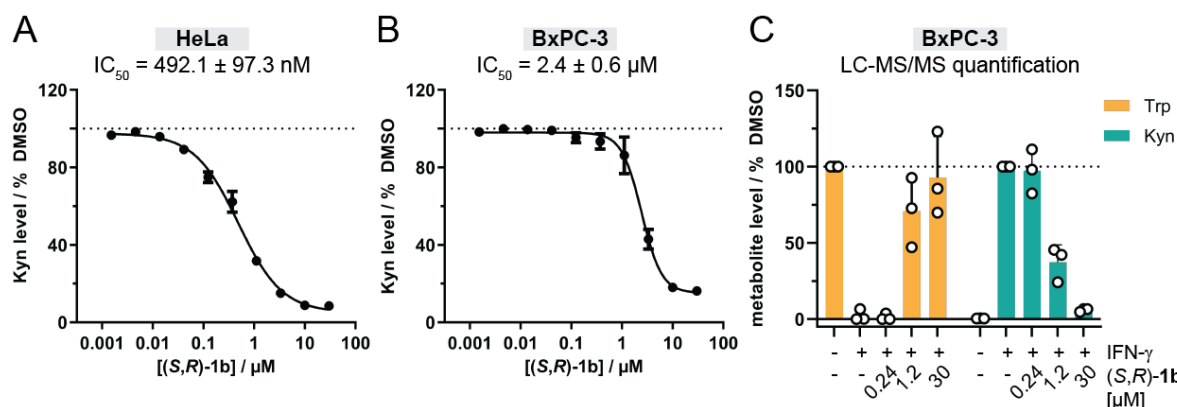 A
HeLa
IC50 = 492.1 ± 97.3 nM
Kyn level / % DMSO
120
80
40
0
0.001 0.01 0.1 1 10 100
[(S,R)-1b] / µM
B
BxPC-3
IC50 = 2.4 ± 0.6 µM
Kyn level / % DMSO
120
80
40
0
0.001 0.01 0.1 1 10 100
[(S,R)-1b] / µM
C
BxPC-3
LC-MS/MS quantification
metabolite level / % DMSO
150
100
50
0
Trp
Kyn
- + + + + - + + + + IFN-γ
- - 0.24 1.2 30 - - 0.24 1.2 30 (S,R)-1b
[µM]